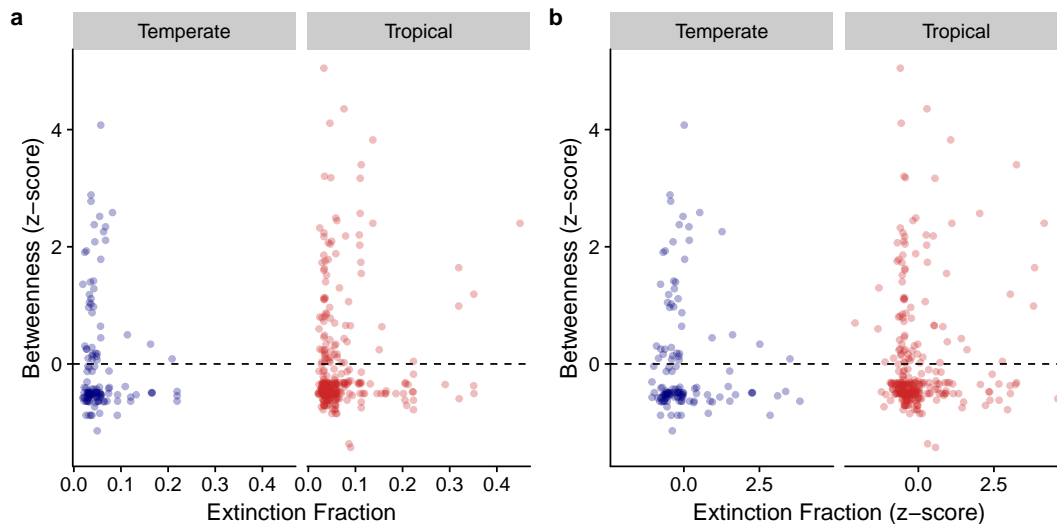 a
Temperate
Tropical
Betweenness (z−score)
4
2
0
0.0 0.1 0.2 0.3 0.4
0.0 0.1 0.2 0.3 0.4
Extinction Fraction
b
Temperate
Tropical
Betweenness (z−score)
4
2
0
0.0 2.5
0.0 2.5
Extinction Fraction (z−score)